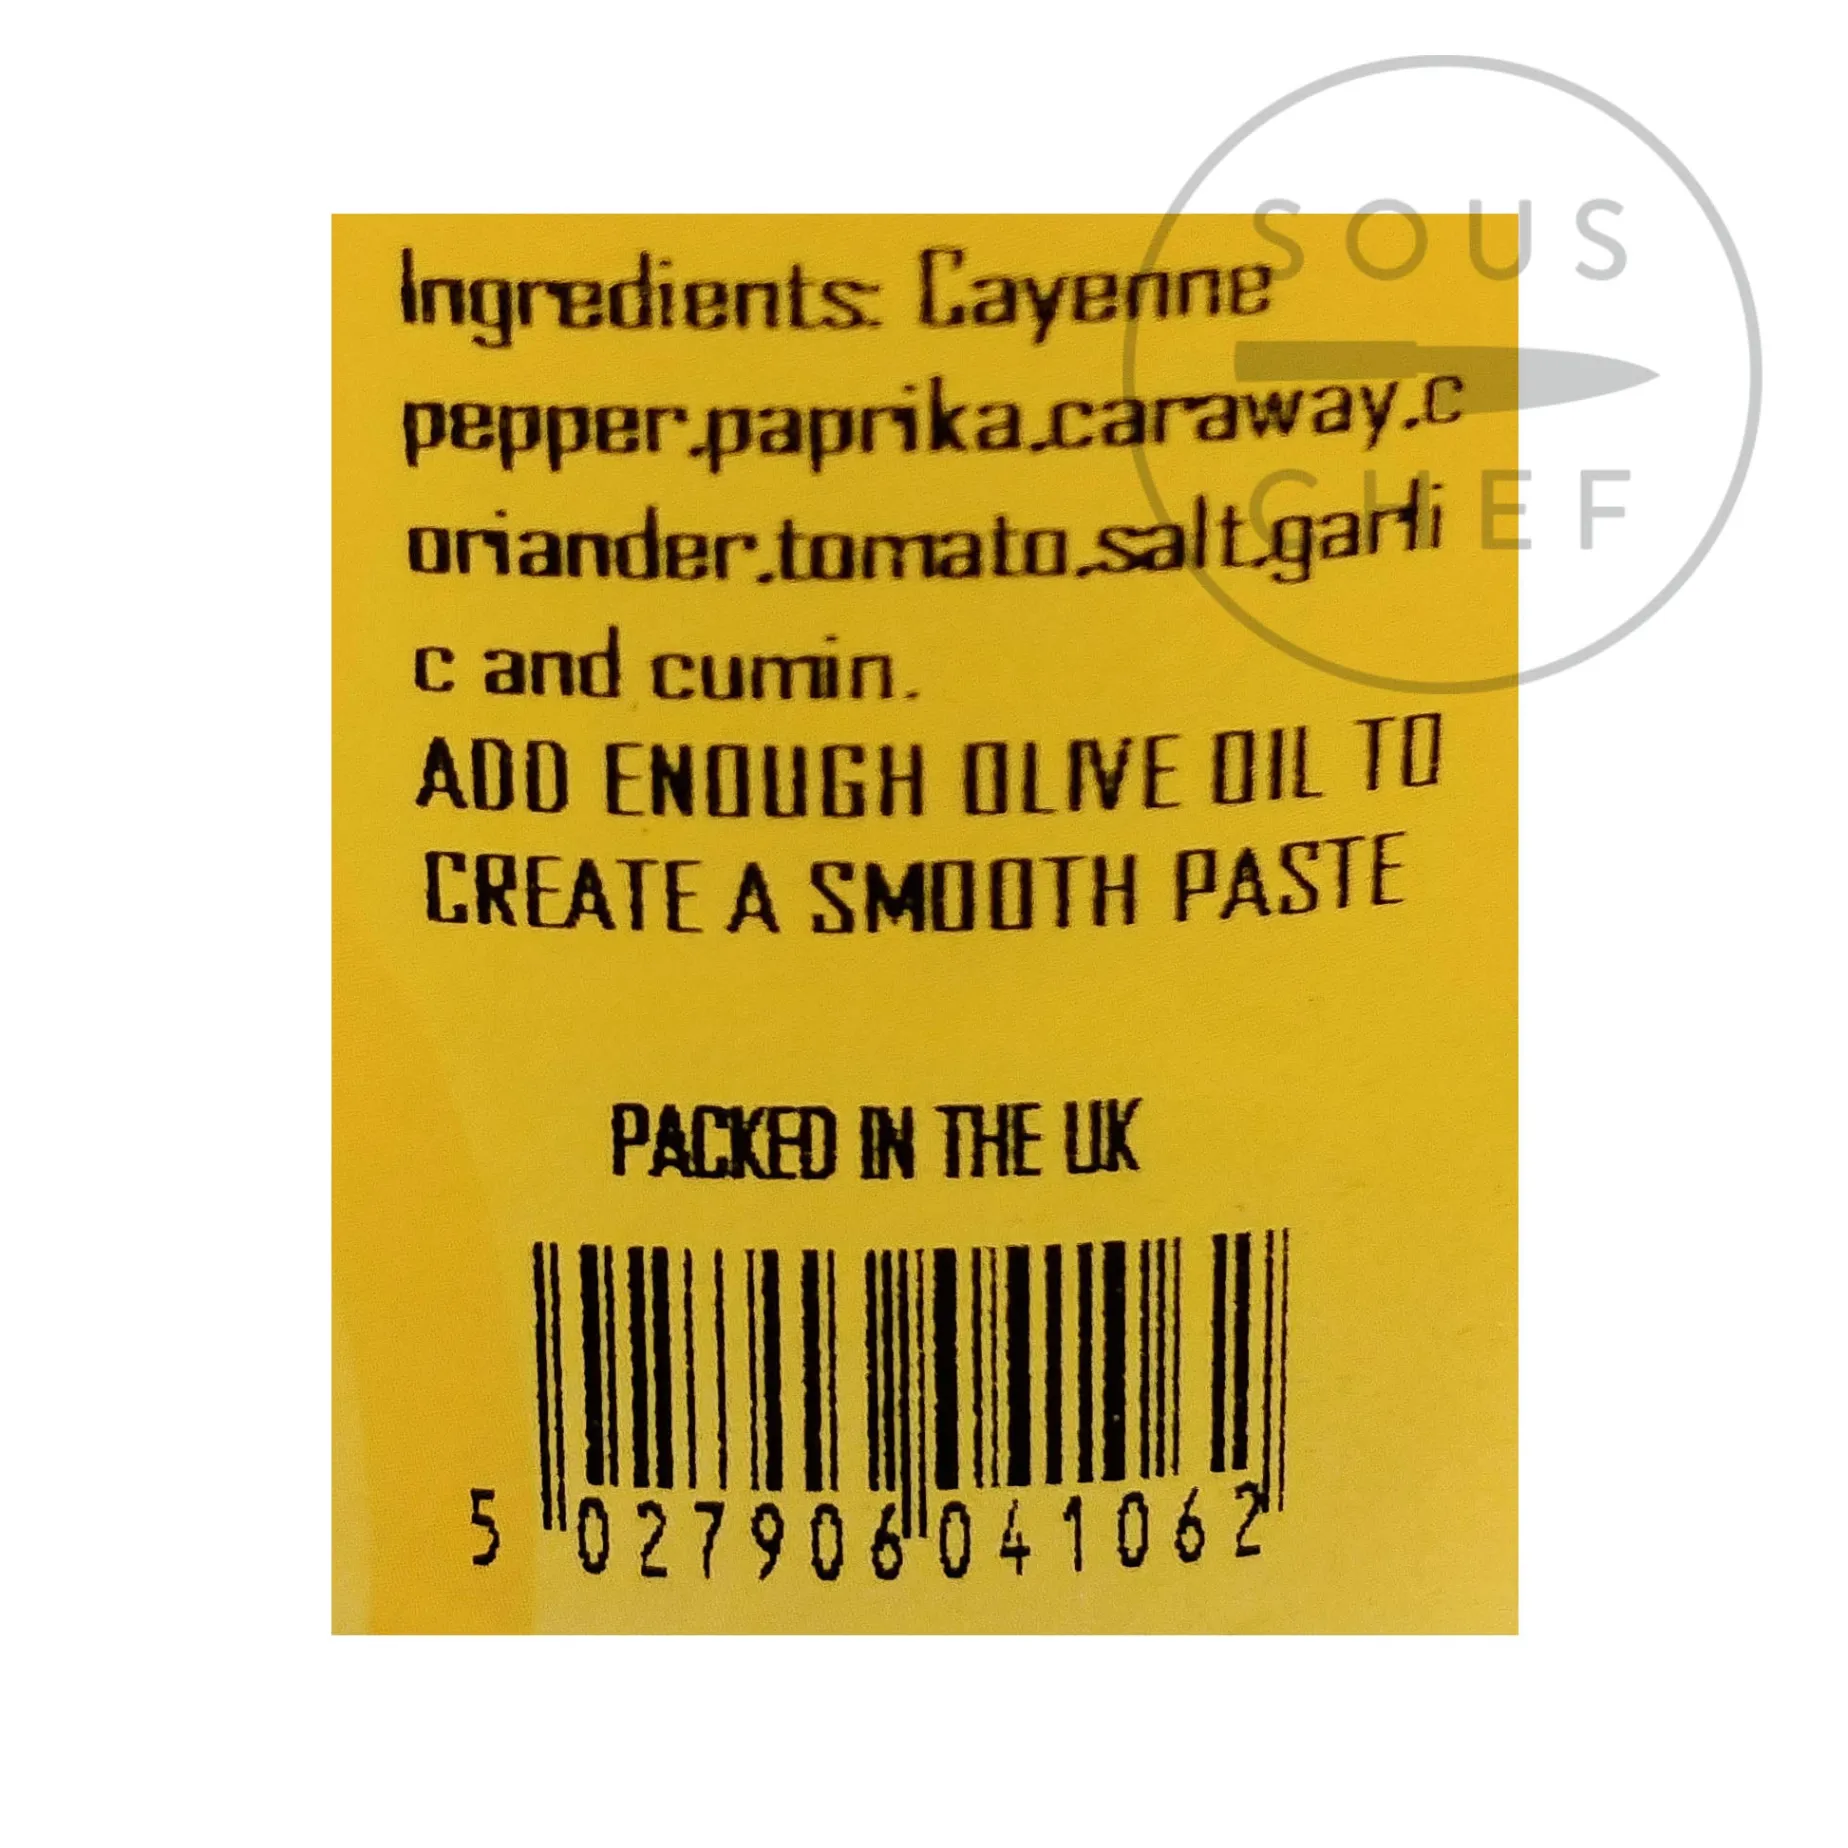 SOUS
CHEF
Ingredients: Cayenne
pepper,paprika,caraway,c
oriander,tomato,salt,garli
c and cumin.
ADD ENOUGH OLIVE OIL TO
CREATE A SMOOTH PASTE
PACKED IN THE UK
5 027906 041062